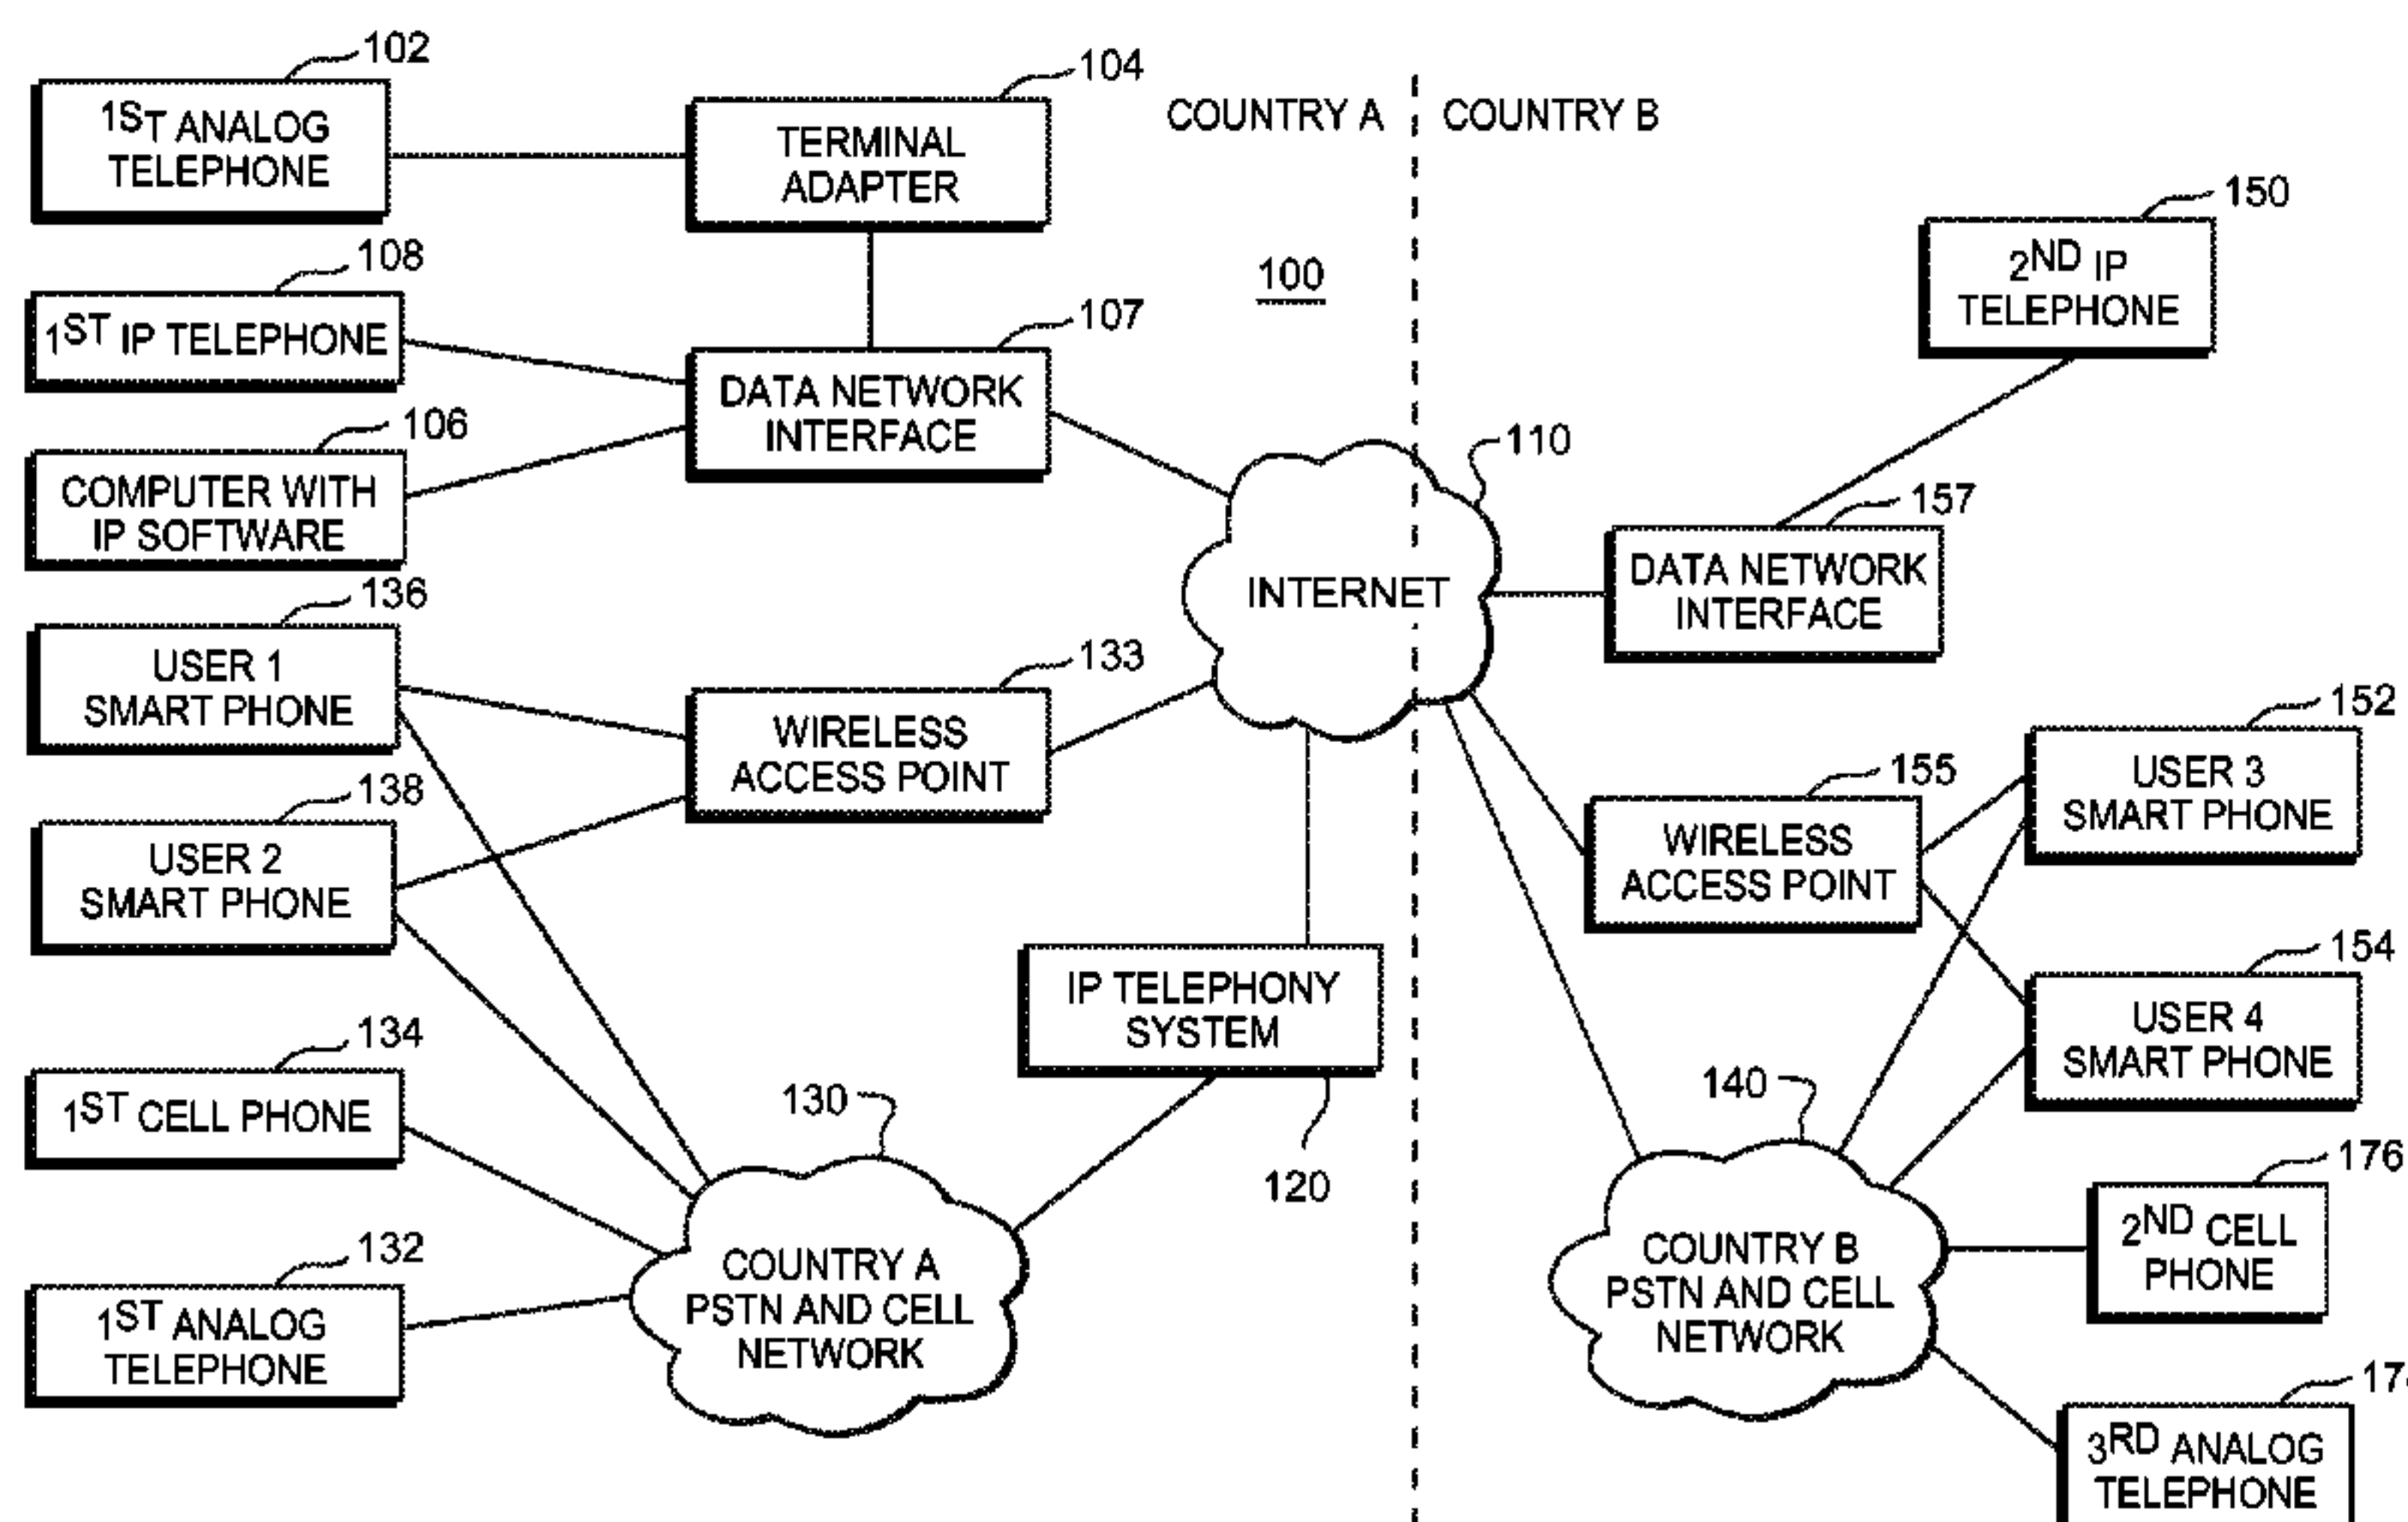 102
1ST ANALOG
TELEPHONE
104
TERMINAL
ADAPTER
COUNTRY A
COUNTRY B
150
2ND IP
TELEPHONE
108
1ST IP TELEPHONE
100
107
DATA NETWORK
INTERFACE
106
COMPUTER WITH
IP SOFTWARE
110
INTERNET
157
DATA NETWORK
INTERFACE
136
USER 1
SMART PHONE
133
WIRELESS
ACCESS POINT
138
USER 2
SMART PHONE
152
USER 3
SMART PHONE
155
WIRELESS
ACCESS POINT
154
USER 4
SMART PHONE
IP TELEPHONY
SYSTEM
120
134
1ST CELL PHONE
130
COUNTRY A
PSTN AND CELL
NETWORK
132
1ST ANALOG
TELEPHONE
140
COUNTRY B
PSTN AND CELL
NETWORK
176
2ND CELL
PHONE
3RD ANALOG
TELEPHONE